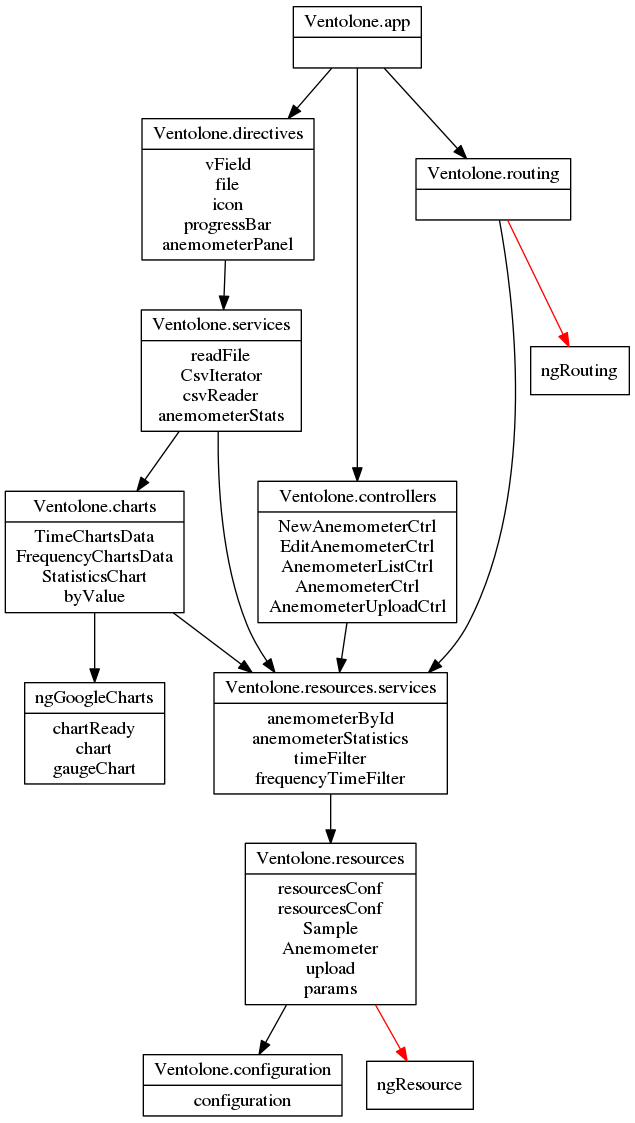 Ventolone.app
Ventolone.directives
vField
file
icon
progressBar
anemometerPanel
Ventolone.routing
Ventolone.services
readFile
CsvIterator
csvReader
anemometerStats
ngRouting
Ventolone.charts
TimeChartsData
FrequencyChartsData
StatisticsChart
byValue
Ventolone.controllers
NewAnemometerCtrl
EditAnemometerCtrl
AnemometerListCtrl
AnemometerCtrl
AnemometerUploadCtrl
ngGoogleCharts
chartReady
chart
gaugeChart
Ventolone.resources.services
anemometerById
anemometerStatistics
timeFilter
frequencyTimeFilter
Ventolone.resources
resourcesConf
resourcesConf
Sample
Anemometer
upload
params
Ventolone.configuration
configuration
ngResource